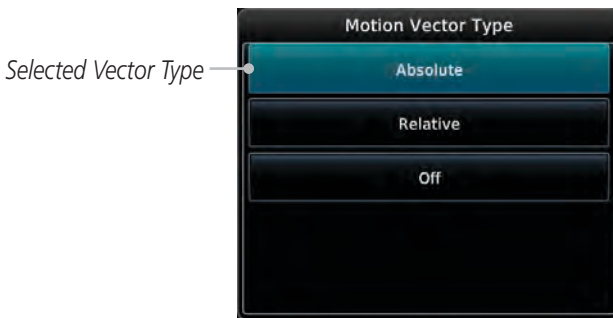 Motion Vector Type
Selected Vector Type
Absolute
Relative
Off